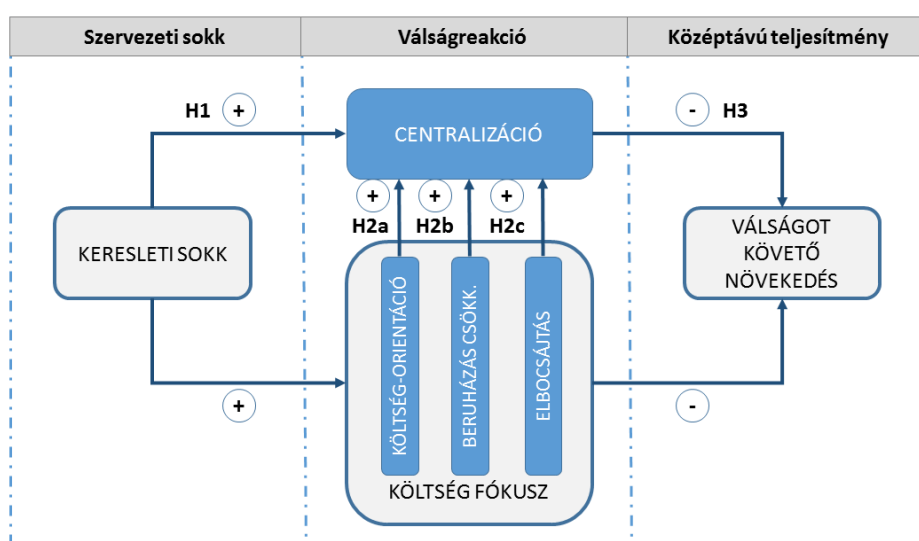 Szervezeti sokk
Válságreakció
Középtávú teljesítmény
H1 +
CENTRALIZÁCIÓ
- H3
+ + +
H2a H2b H2c
KERESLETI SOKK
VÁLSÁGOT
KÖVETŐ
NÖVEKEDÉS
KÖLTSÉG-ORIENTÁCIÓ
BERUHÁZÁS CSÖKK.
ELBOCSÁJTÁS
+
-
KÖLTSÉG FÓKUSZ